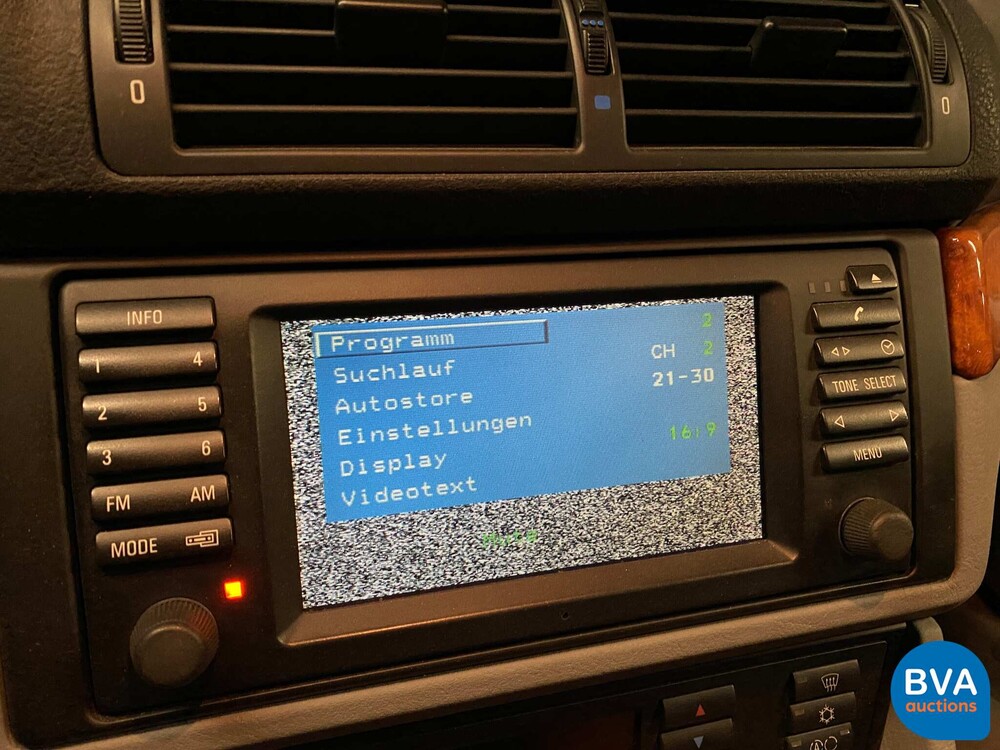 0
0
INFO
1 4
2 5
3 6
FM AM
MODE
Programm 2
Suchlauf CH 2
Autostore 21-30
Einstellungen
Display 16:9
Videotext
TONE SELECT
MENU
BVA
auctions